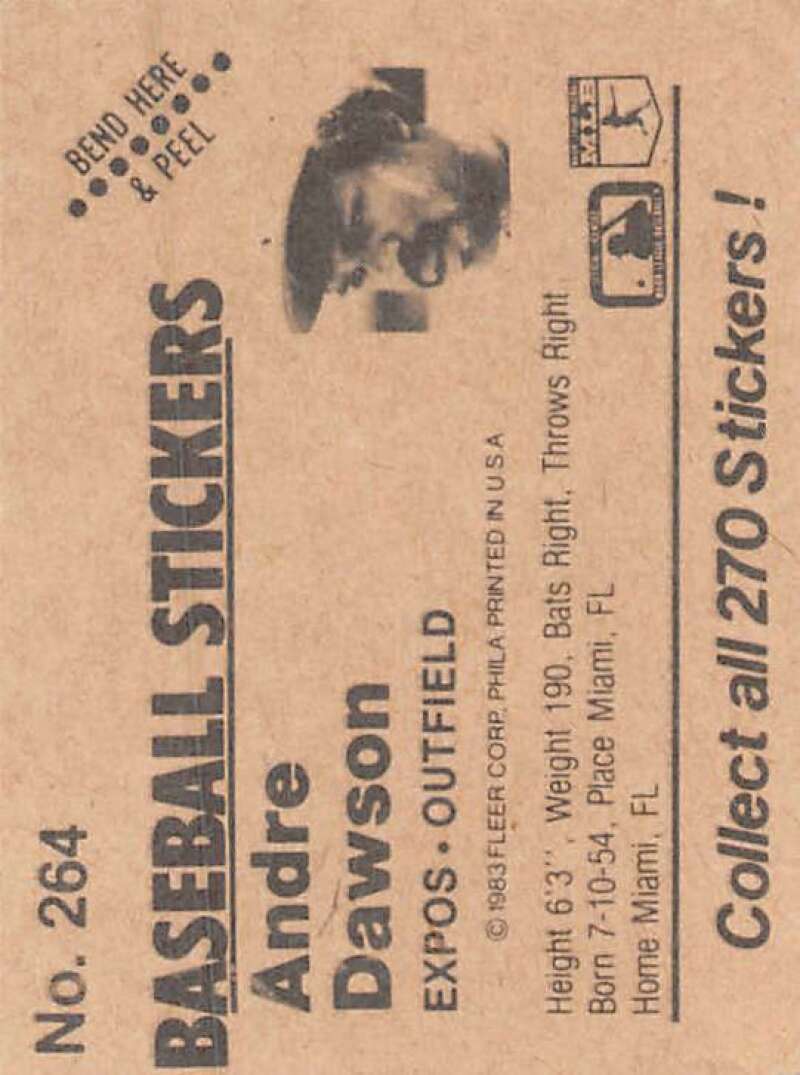 No. 264
BEND HERE
& PEEL
BASEBALL STICKERS
Andre
Dawson
EXPOS • OUTFIELD
© 1983 FLEER CORP. PHILA PRINTED IN U S A
Height 6'3'', Weight 190, Bats Right, Throws Right
Born 7-10-54, Place Miami, FL
Home Miami, FL
Collect all 270 Stickers!